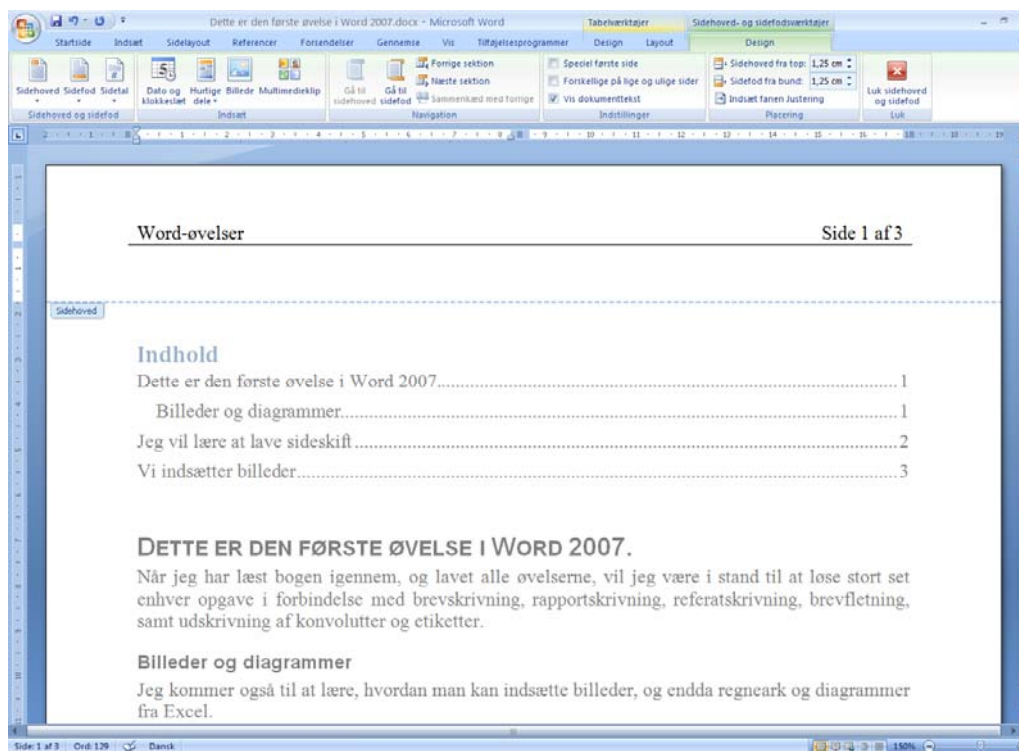 Dette er den første øvelse i Word 2007.docx - Microsoft Word
Tabelværktøjer
Sidehoved- og sidefodsværktøjer
Startside Indsæt Sidelayout Referencer Forsendelser Gennemse Vis Tilføjelsesprogrammer Design Layout Design
Sidehoved Sidefod Sidetal
Sidehoved og sidefod
Dato og klokkeslæt
Hurtige dele
Billede Multimedieklip
Indsæt
Gå til sidehoved
Gå til sidefod
Forrige sektion
Næste sektion
Sammenkæd med forrige
Navigation
Speciel første side
Forskellige på lige og ulige sider
Vis dokumenttekst
Indstillinger
Sidehoved fra top: 1,25 cm
Sidefod fra bund: 1,25 cm
Indsæt fanen Justering
Placering
Luk sidehoved og sidefod
Luk
Word-øvelser Side 1 af 3
Sidehoved
Indhold
Dette er den første øvelse i Word 2007 1
Billeder og diagrammer 1
Jeg vil lære at lave sideskift 2
Vi indsætter billeder 3
DETTE ER DEN FØRSTE ØVELSE I WORD 2007.
Når jeg har læst bogen igennem, og lavet alle øvelserne, vil jeg være i stand til at løse stort set
enhver opgave i forbindelse med brevskrivning, rapportskrivning, referatskrivning, brevfletning,
samt udskrivning af konvolutter og etiketter.
Billeder og diagrammer
Jeg kommer også til at lære, hvordan man kan indsætte billeder, og endda regneark og diagrammer
fra Excel.
Side: 1 af 3 Ord: 129 Dansk 150%